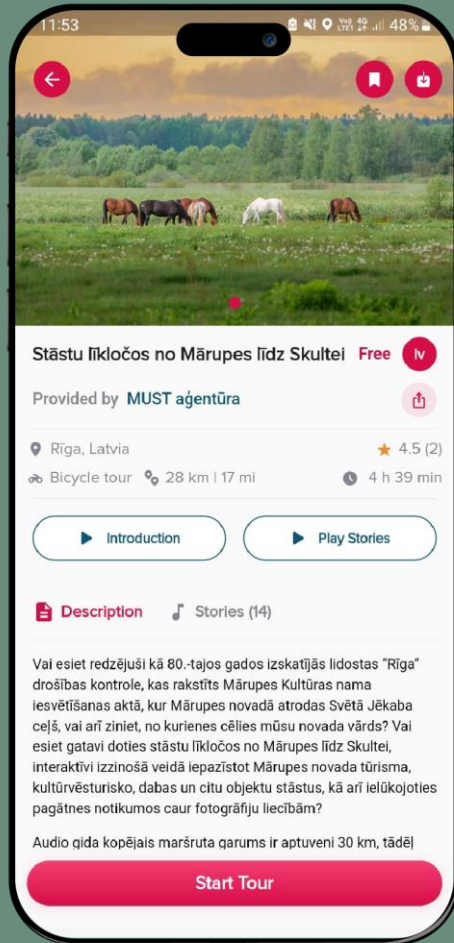 11:53
Vo)) LTE1 4G 48%
Stāstu līkločos no Mārupes līdz Skultei Free lv
Provided by MUST aģentūra
Rīga, Latvia 4.5 (2)
Bicycle tour 28 km | 17 mi 4 h 39 min
Introduction Play Stories
Description Stories (14)
Vai esiet redzējuši kā 80.-tajos gados izskatījās lidostas “Rīga”
drošības kontrole, kas rakstīts Mārupes Kultūras nama
iesvētīšanas aktā, kur Mārupes novadā atrodas Svētā Jēkaba
ceļš, vai arī ziniet, no kurienes cēlies mūsu novada vārds? Vai
esiet gatavi doties stāstu līkločos no Mārupes līdz Skultei,
interaktīvi izzinošā veidā iepazīstot Mārupes novada tūrisma,
kultūrvēsturisko, dabas un citu objektu stāstus, kā arī ielūkojoties
pagātnes notikumos caur fotogrāfiju liecībām?
Audio gida kopējais maršruta garums ir aptuveni 30 km, tādēļ
Start Tour